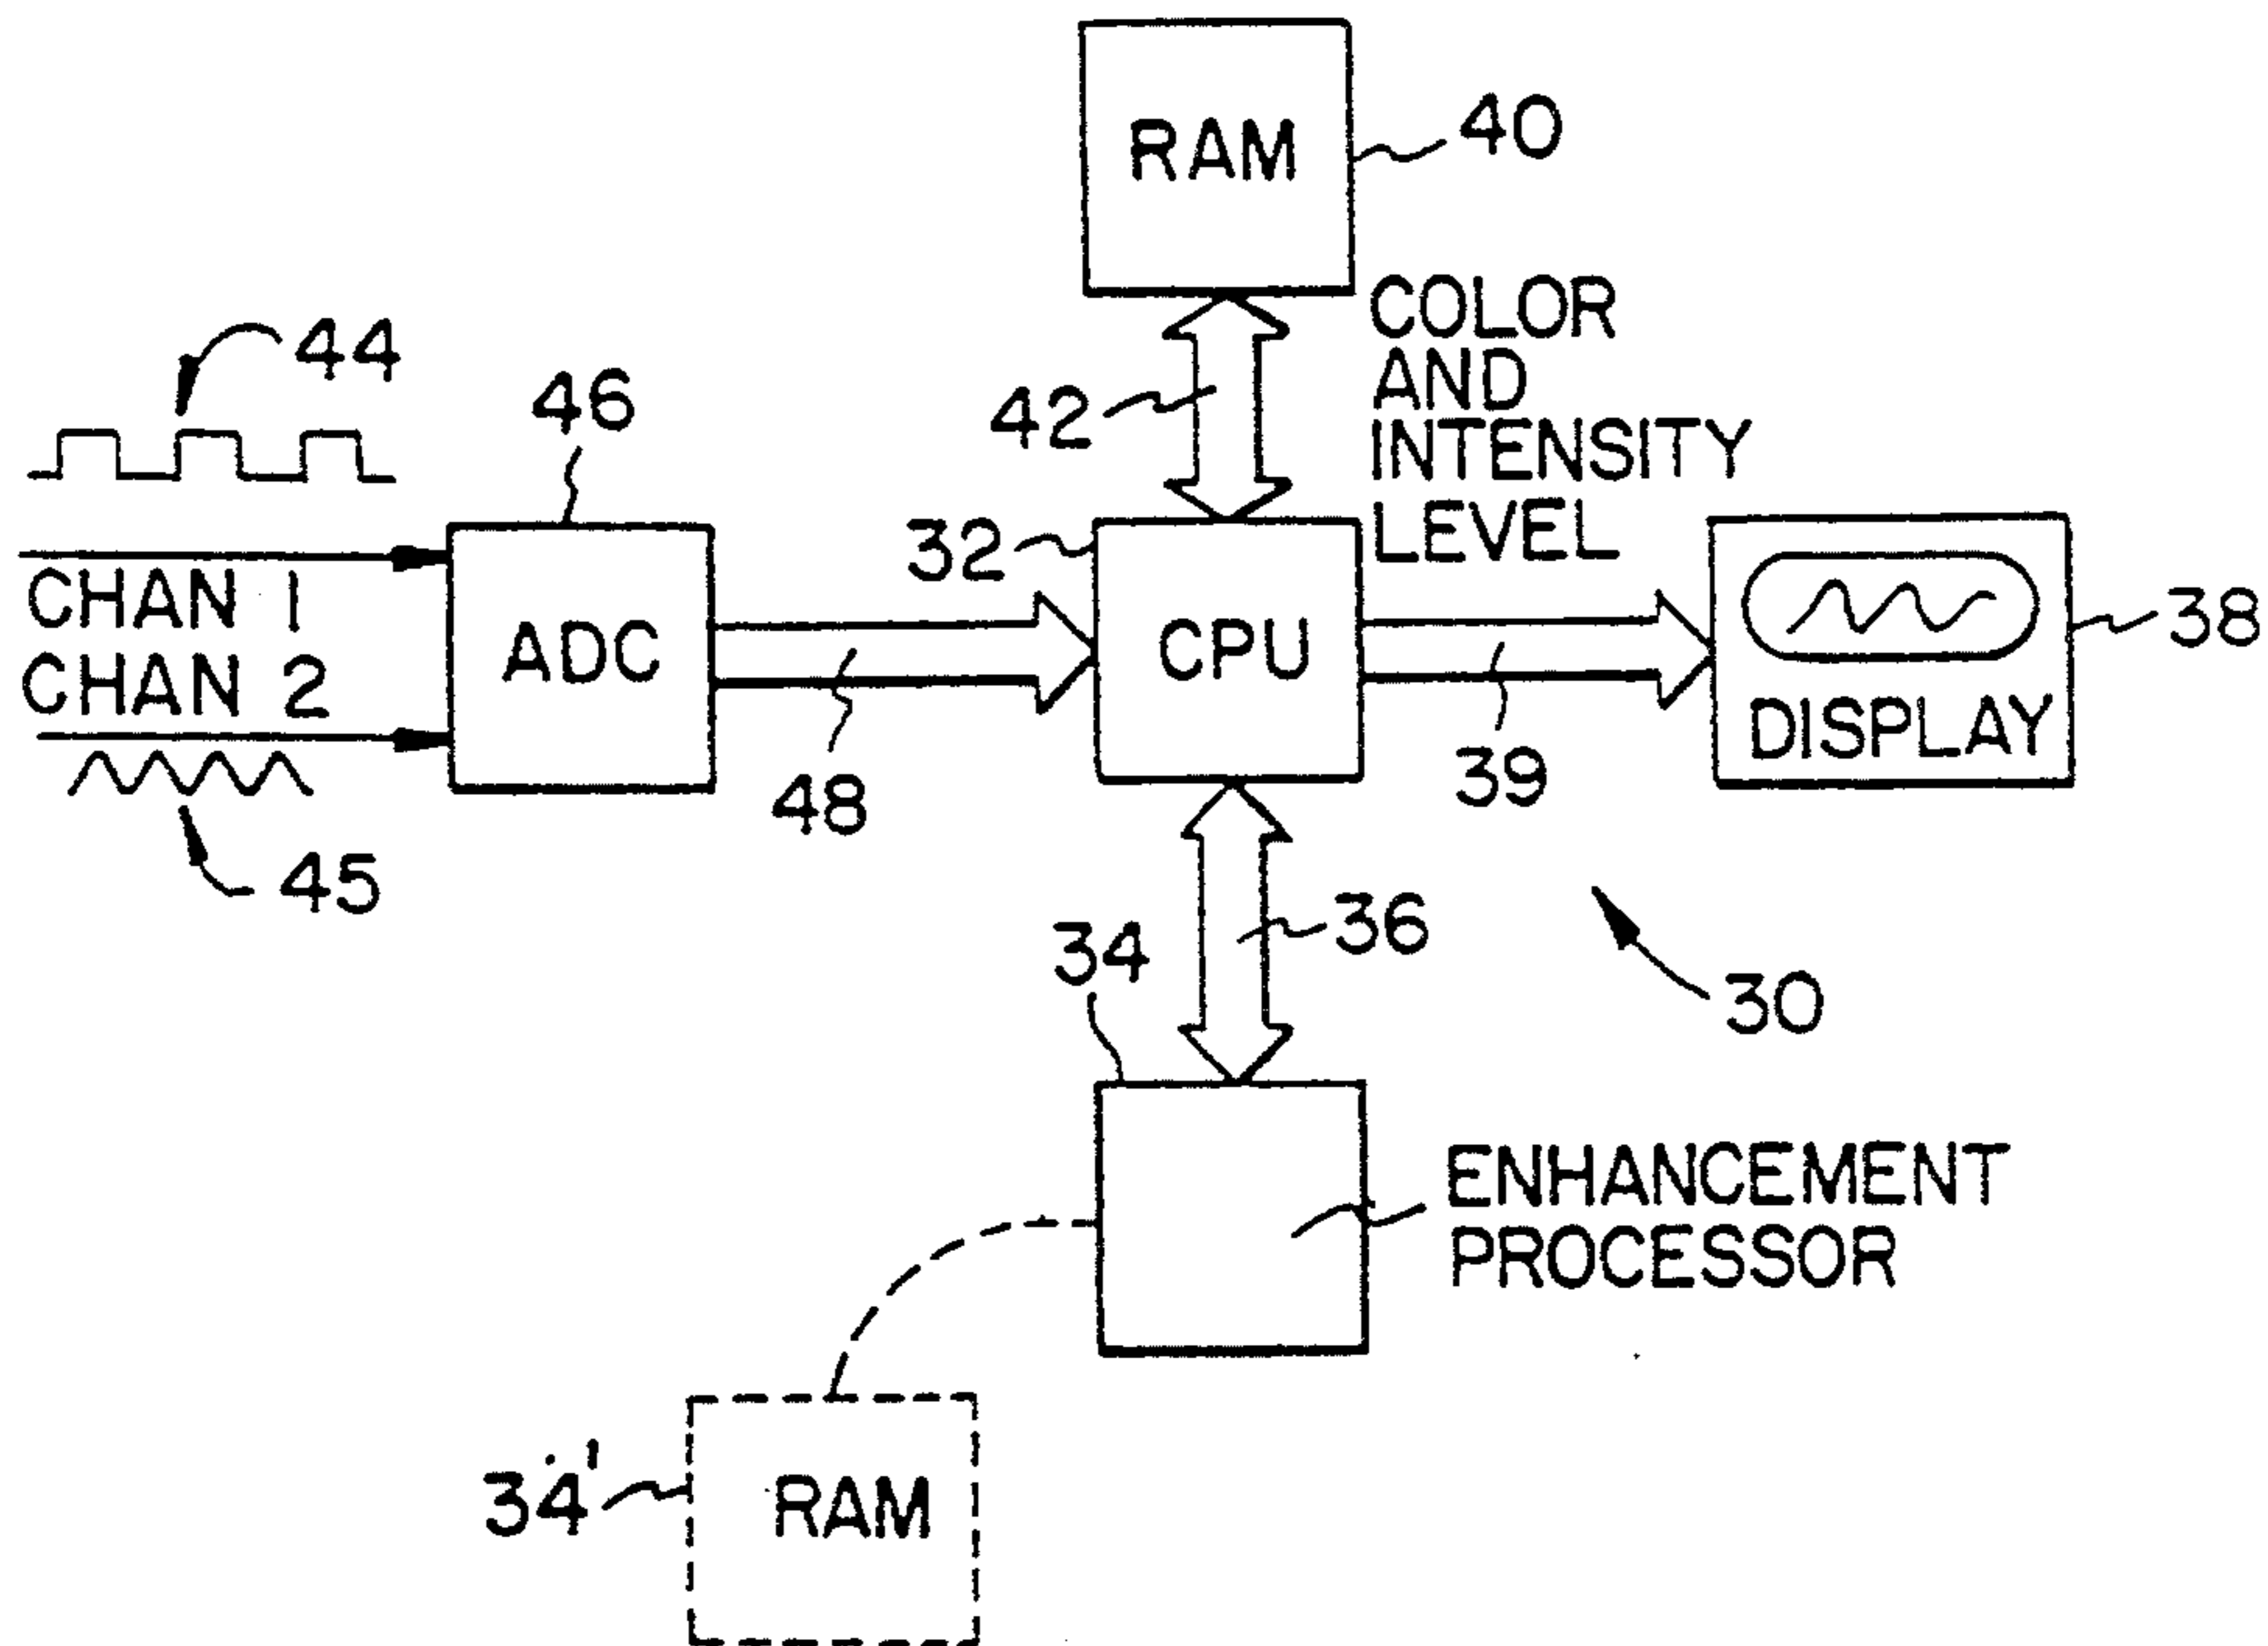 RAM
40
COLOR
AND
INTENSITY
LEVEL
42
44
46
32
CHAN 1
CHAN 2
ADC
CPU
DISPLAY
38
48
39
45
36
34
30
ENHANCEMENT
PROCESSOR
34'
RAM